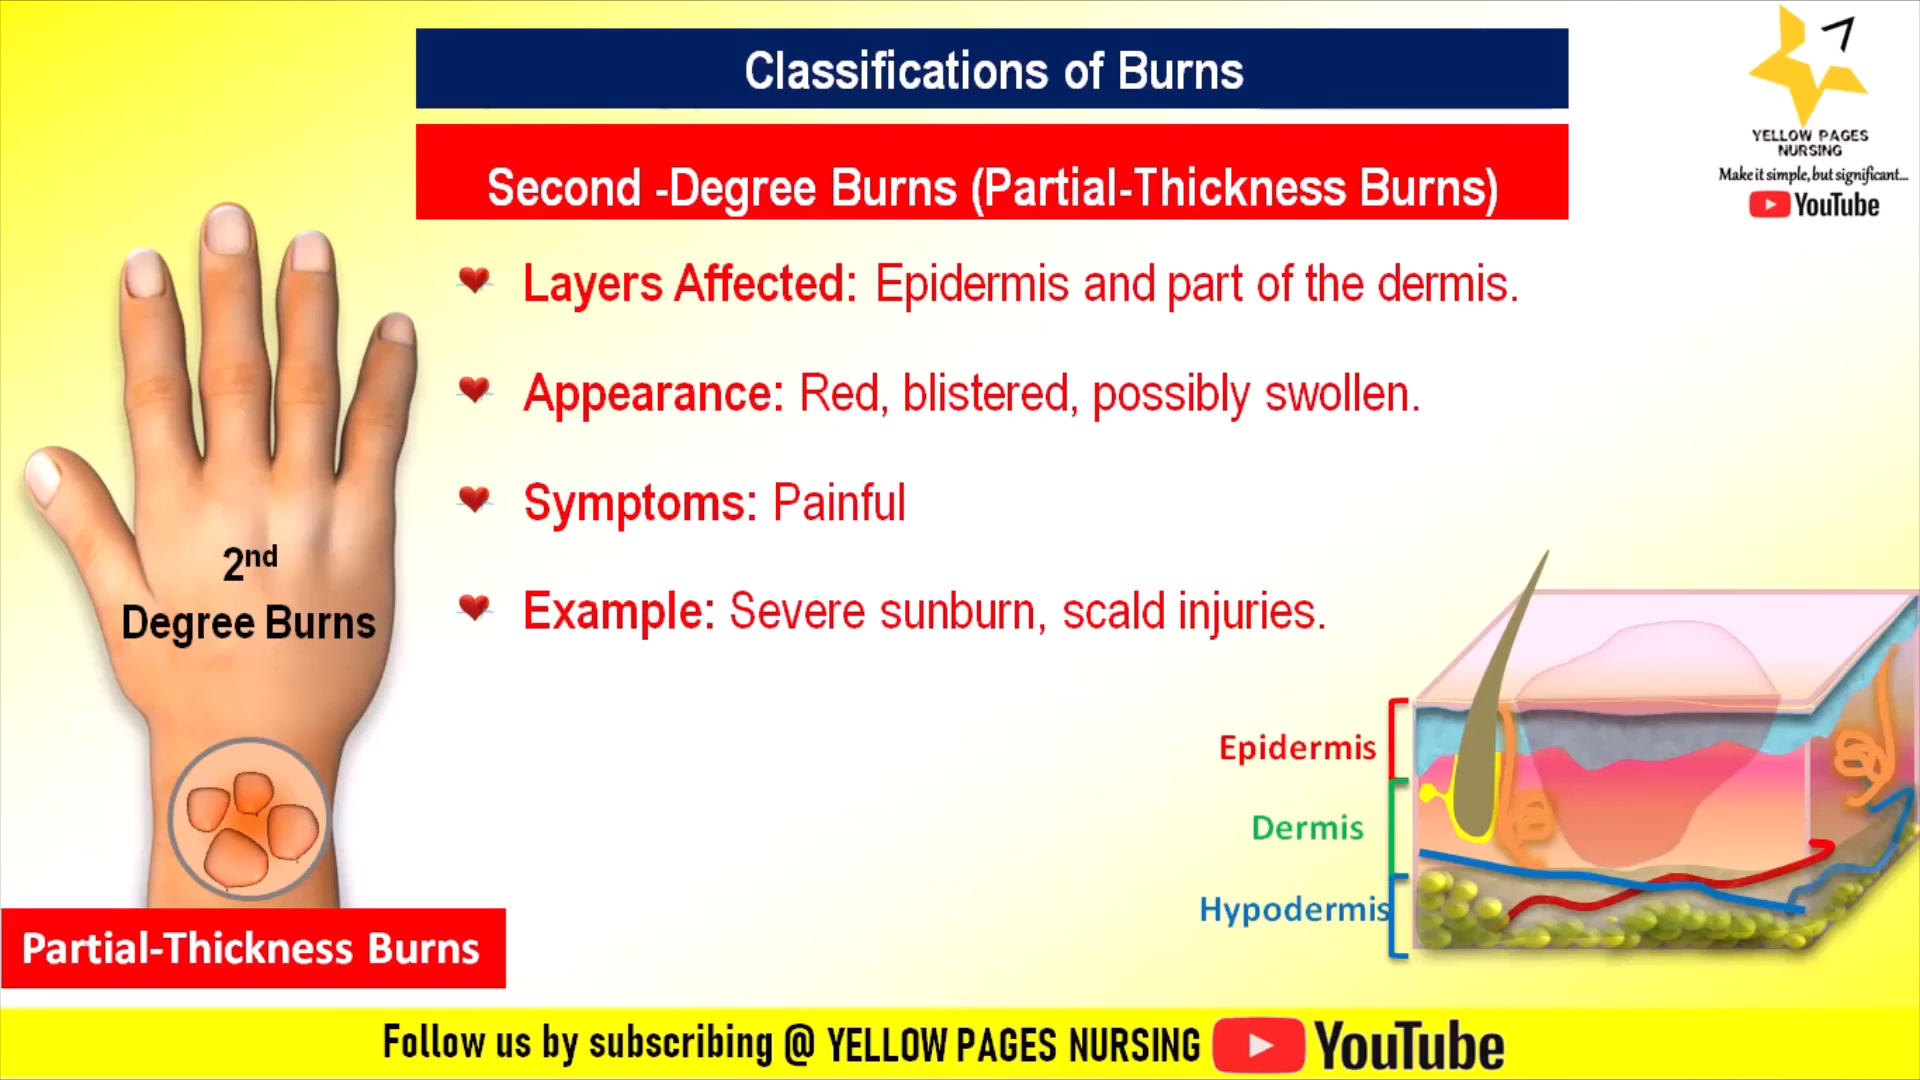 Classifications of Burns
Second -Degree Burns (Partial-Thickness Burns)
YELLOW PAGES
NURSING
Make it simple, but significant...
YouTube
Layers Affected: Epidermis and part of the dermis.
Appearance: Red, blistered, possibly swollen.
Symptoms: Painful
Example: Severe sunburn, scald injuries.
2nd
Degree Burns
Epidermis
Dermis
Hypodermis
Partial-Thickness Burns
Follow us by subscribing @ YELLOW PAGES NURSING YouTube